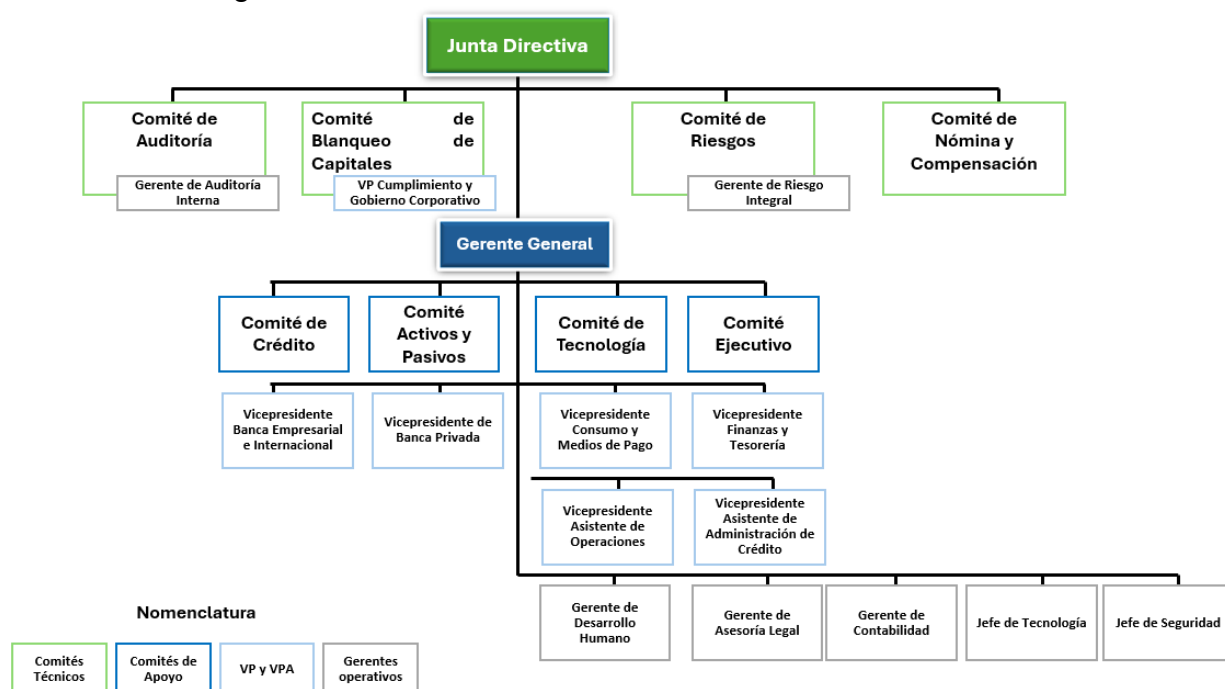 Junta Directiva
Comité de
Auditoría
Gerente de Auditoría
Interna
Comité de
Blanqueo de
Capitales
VP Cumplimiento y
Gobierno Corporativo
Comité de
Riesgos
Gerente de Riesgo
Integral
Comité de
Nómina y
Compensación
Gerente General
Comité de
Crédito
Comité
Activos y
Pasivos
Comité de
Tecnología
Comité
Ejecutivo
Vicepresidente
Banca Empresarial
e Internacional
Vicepresidente de
Banca Privada
Vicepresidente
Consumo y
Medios de Pago
Vicepresidente
Finanzas y
Tesorería
Vicepresidente
Asistente de
Operaciones
Vicepresidente
Asistente de
Administración de
Crédito
Gerente de
Desarrollo
Humano
Gerente de
Asesoría Legal
Gerente de
Contabilidad
Jefe de Tecnología
Jefe de Seguridad
Nomenclatura
Comités
Técnicos
Comités de
Apoyo
VP y VPA
Gerentes
operativos